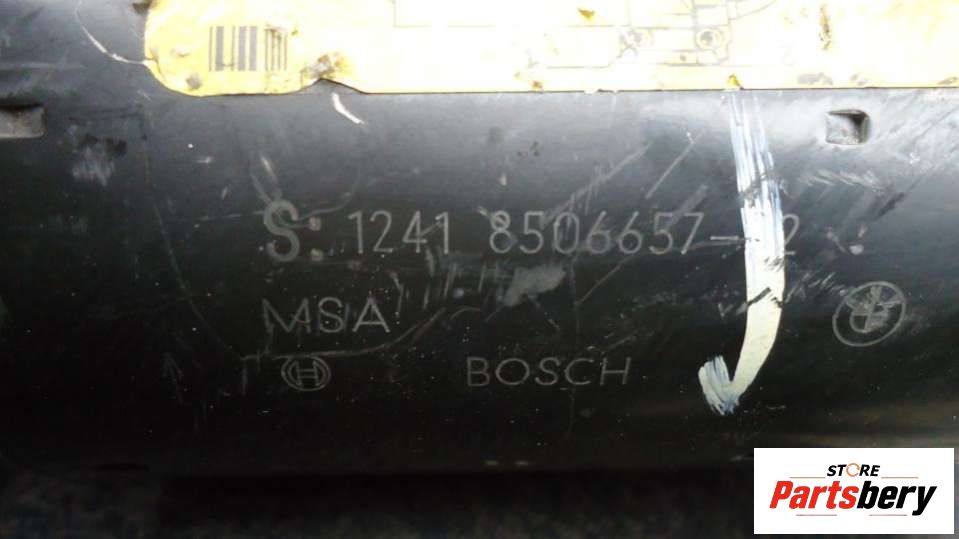 S: 1241 8506657-
MSA
BOSCH
STORE
Partsbery